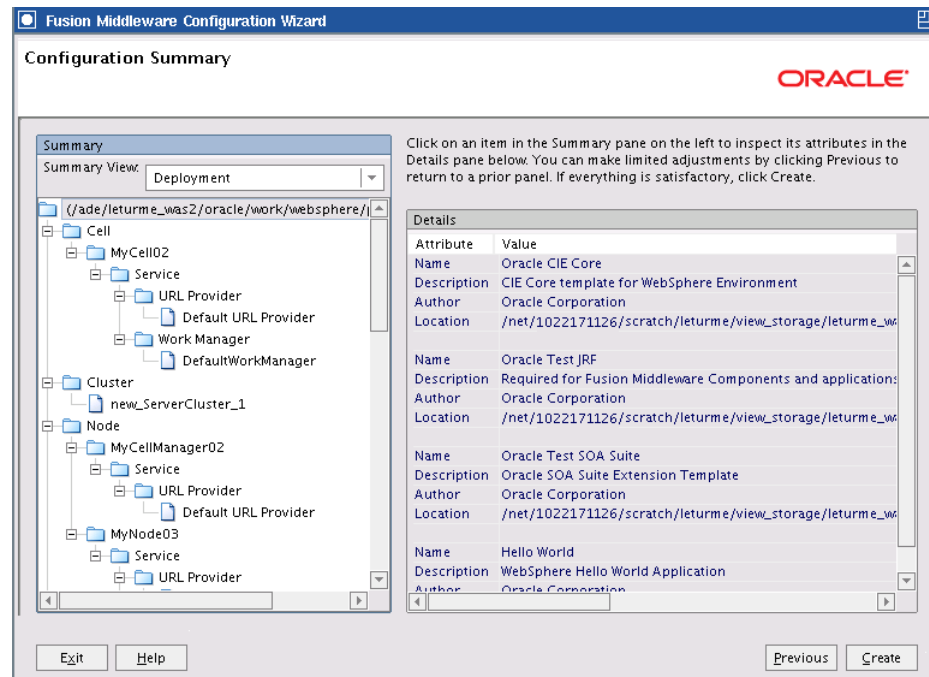 Fusion Middleware Configuration Wizard
Configuration Summary
ORACLE
Summary
Summary View:
Deployment
(/ade/leturme_was2/oracle/work/websphere/
Cell
MyCell02
Service
URL Provider
Default URL Provider
Work Manager
DefaultWorkManager
Cluster
new_ServerCluster_1
Node
MyCellManager02
Service
URL Provider
Default URL Provider
MyNode03
Service
URL Provider
Click on an item in the Summary pane on the left to inspect its attributes in the
Details pane below. You can make limited adjustments by clicking Previous to
return to a prior panel. If everything is satisfactory, click Create.
Details
Attribute Value
Name Oracle CIE Core
Description CIE Core template for WebSphere Environment
Author Oracle Corporation
Location /net/1022171126/scratch/leturme/view_storage/leturme_wa
Name Oracle Test JRF
Description Required for Fusion Middleware Components and applications
Author Oracle Corporation
Location /net/1022171126/scratch/leturme/view_storage/leturme_wa
Name Oracle Test SOA Suite
Description Oracle SOA Suite Extension Template
Author Oracle Corporation
Location /net/1022171126/scratch/leturme/view_storage/leturme_wa
Name Hello World
Description WebSphere Hello World Application
Author Oracle Corporation
Exit
Help
Previous
Create